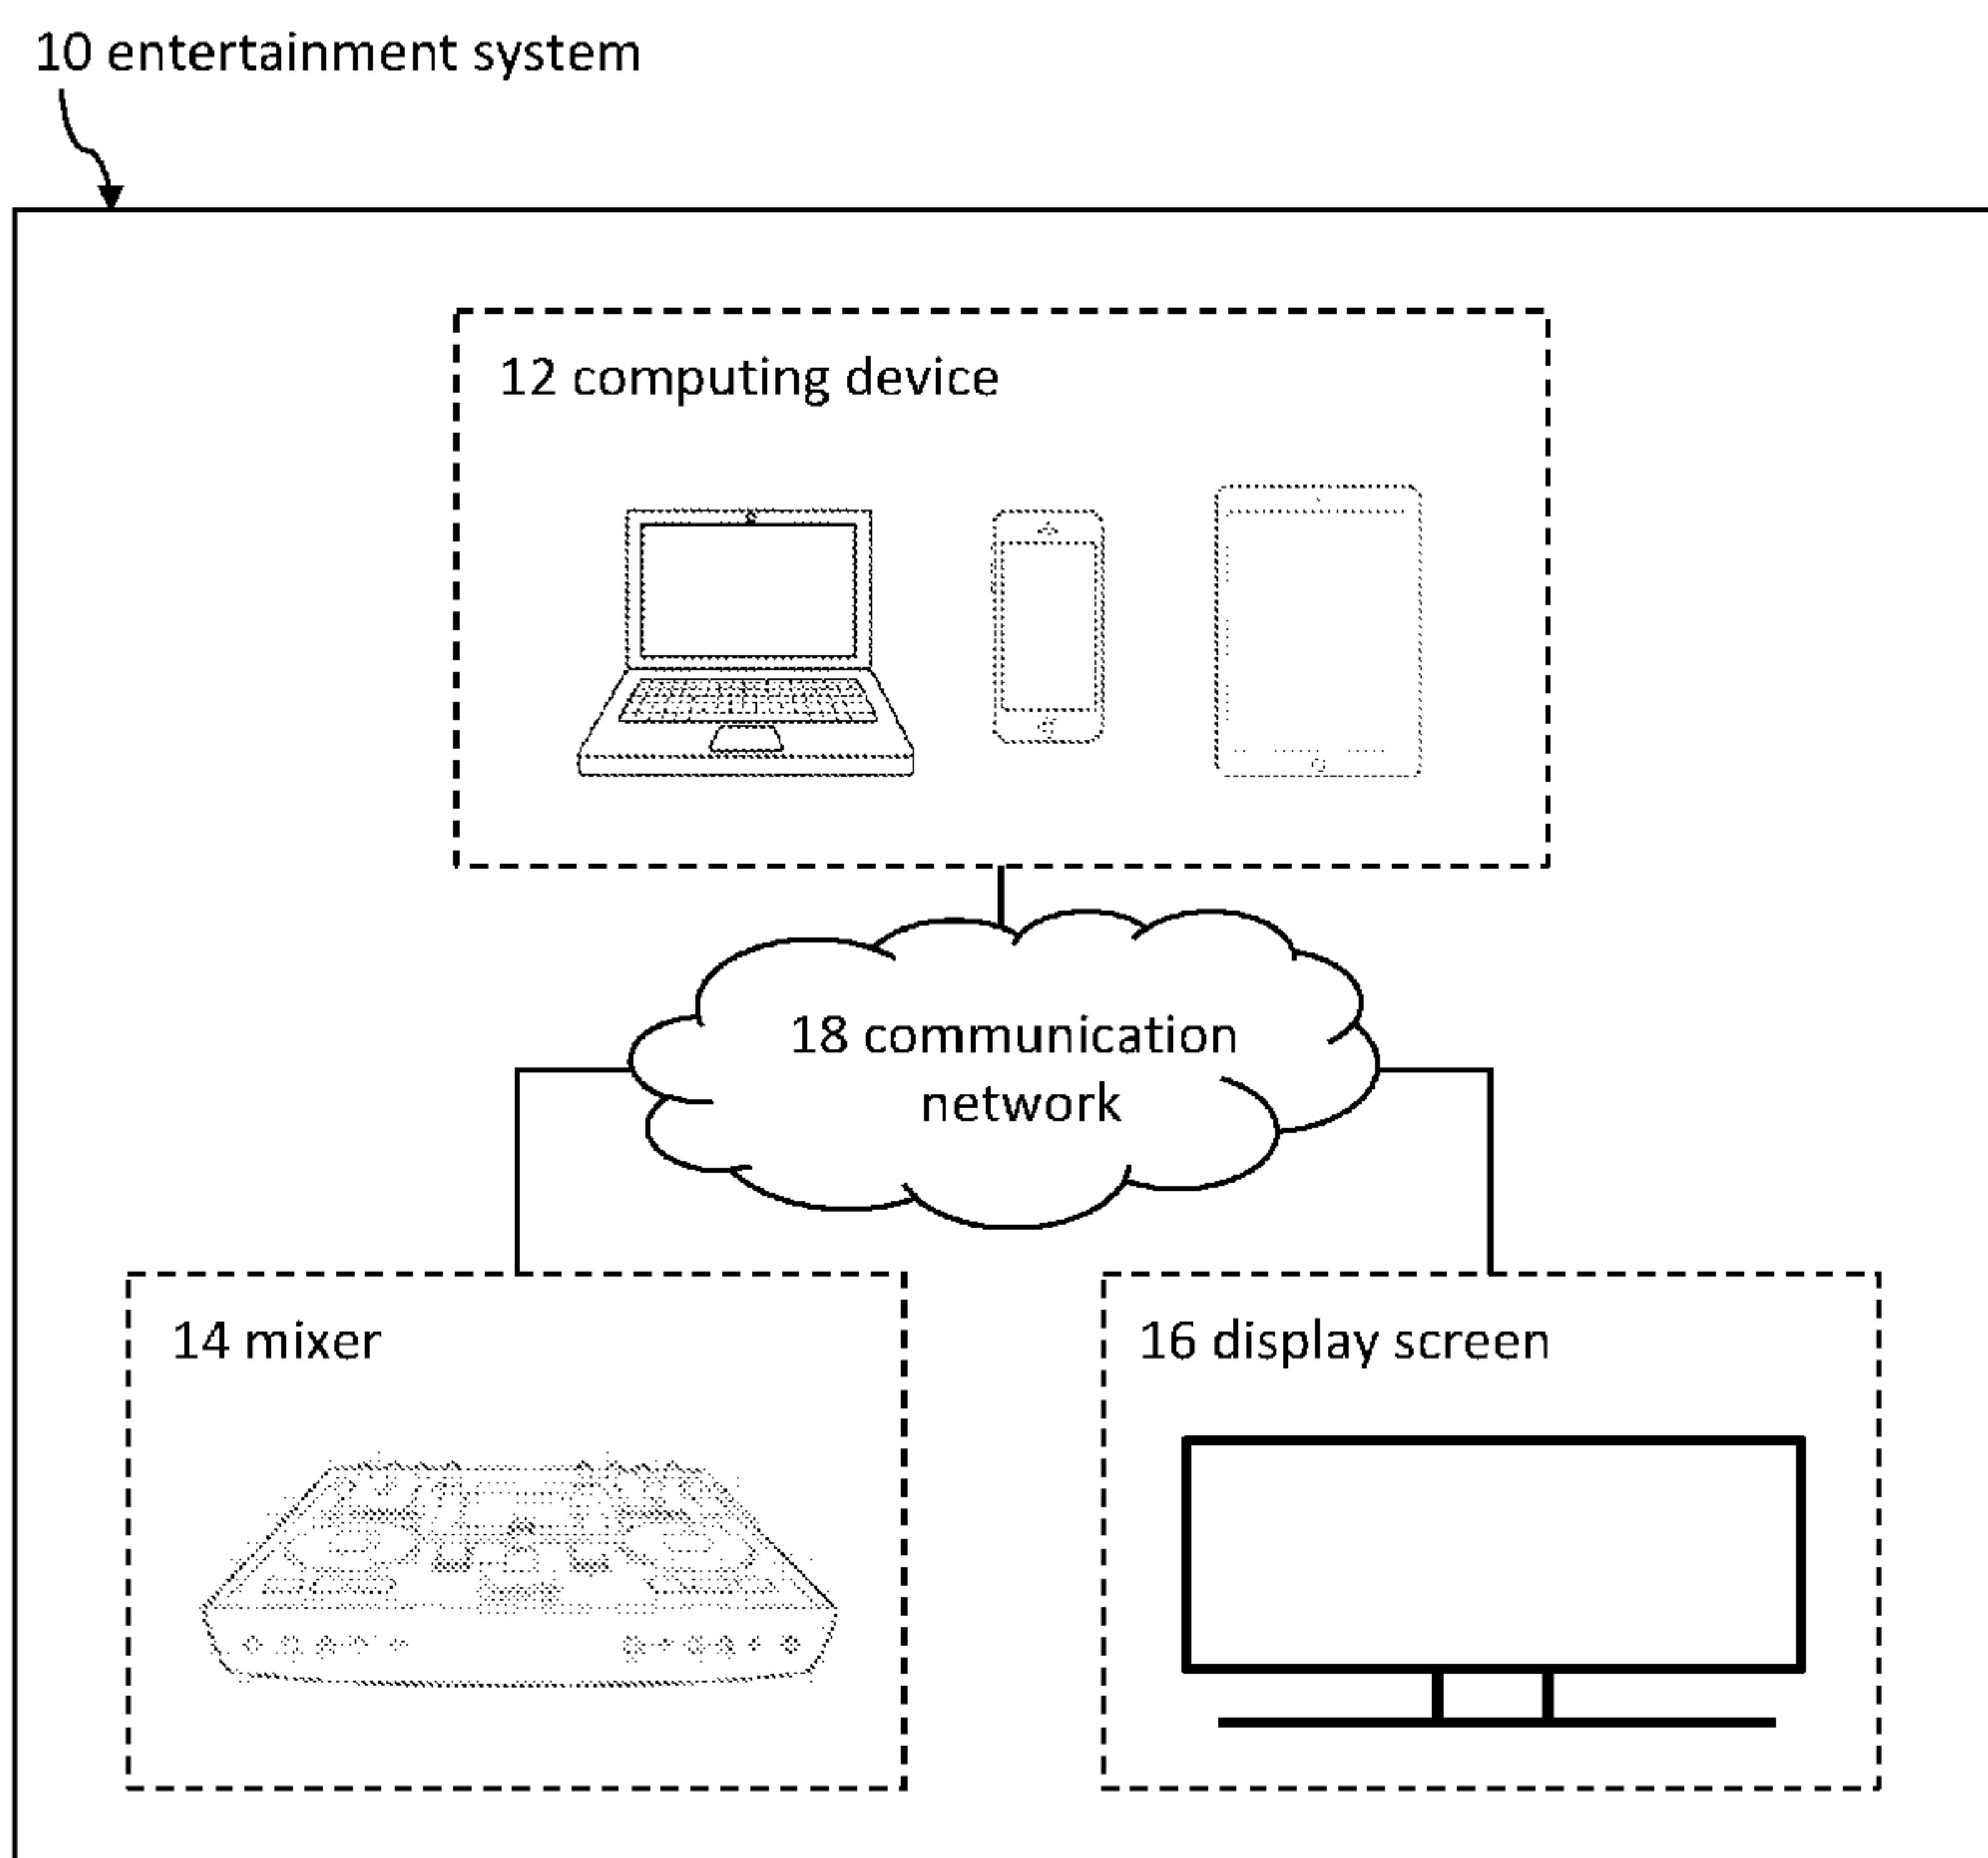 10 entertainment system
12 computing device
18 communication
network
14 mixer
16 display screen